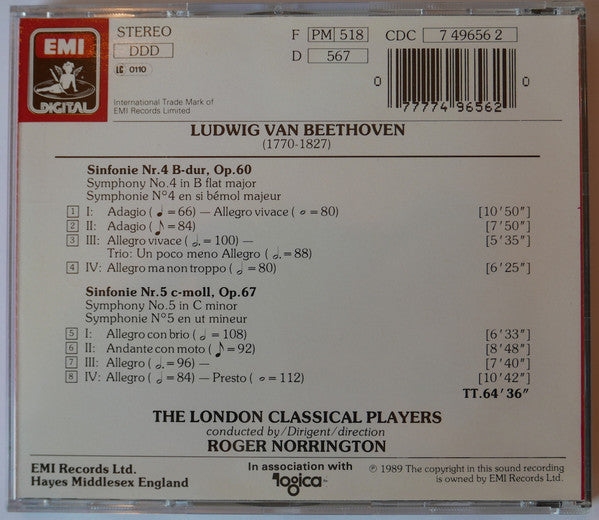 EMI
DIGITAL
STEREO
DDD
LC 0110
International Trade Mark of
EMI Records Limited
F PM 518 CDC 7 49656 2
D 567
0 77774 96562 0
LUDWIG VAN BEETHOVEN
(1770-1827)
Sinfonie Nr.4 B-dur, Op.60
Symphony No.4 in B flat major
Symphonie N°4 en si bémol majeur
1 I: Adagio (♩=66) — Allegro vivace (𝅝=80) [10′50″]
2 II: Adagio (♪=84) [7′50″]
3 III: Allegro vivace (𝅗𝅥.=100) — [5′35″]
Trio: Un poco meno Allegro (𝅗𝅥.=88)
4 IV: Allegro ma non troppo (𝅗𝅥=80) [6′25″]
Sinfonie Nr.5 c-moll, Op.67
Symphony No.5 in C minor
Symphonie N°5 en ut mineur
5 I: Allegro con brio (𝅗𝅥=108) [6′33″]
6 II: Andante con moto (♪=92) [8′48″]
7 III: Allegro (𝅗𝅥.=96) — [7′40″]
8 IV: Allegro (𝅗𝅥=84) — Presto (𝅝=112) [10′42″]
TT.64′36″
THE LONDON CLASSICAL PLAYERS
conducted by/Dirigent/direction
ROGER NORRINGTON
EMI Records Ltd.
Hayes Middlesex England
In association with
logica
℗ 1989 The copyright in this sound recording
is owned by EMI Records Ltd.